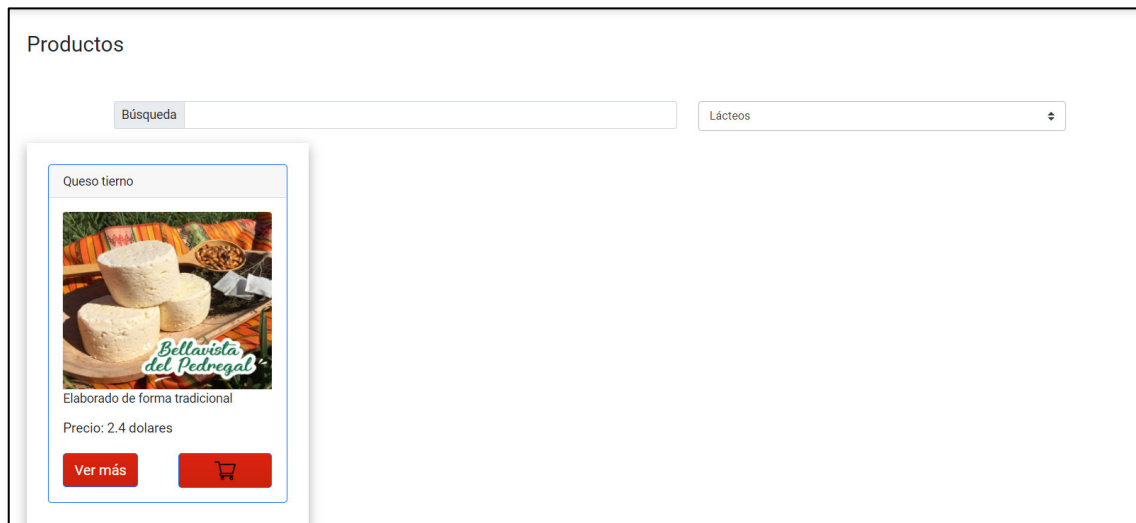 Productos
Búsqueda
Lácteos
Queso tierno
Bellavista
del Pedregal
Elaborado de forma tradicional
Precio: 2.4 dolares
Ver más